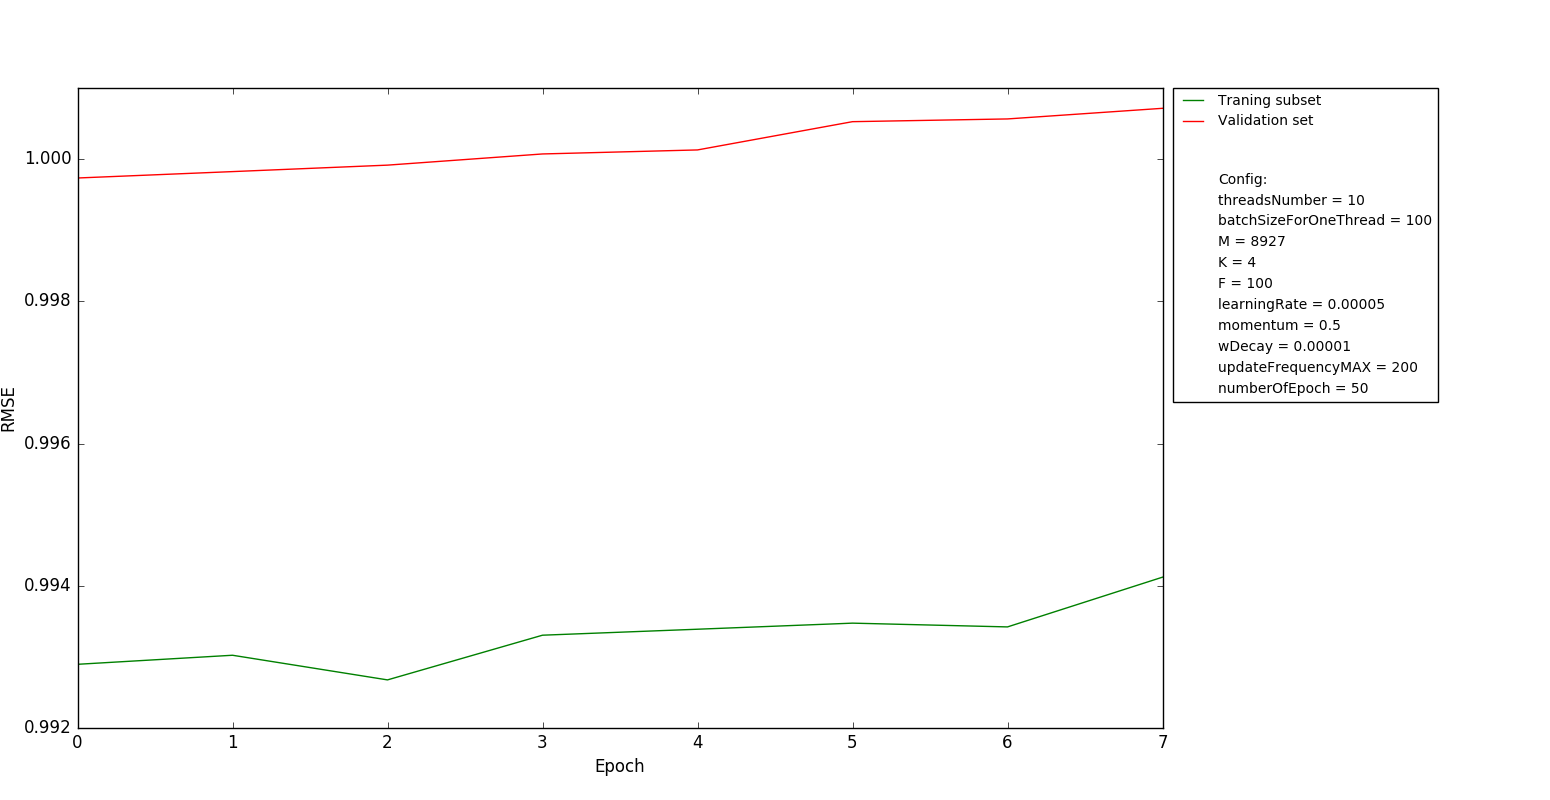 1.000
0.998
0.996
0.994
0.992
RMSE
0 1 2 3 4 5 6 7
Epoch
Traning subset
Validation set
Config:
threadsNumber = 10
batchSizeForOneThread = 100
M = 8927
K = 4
F = 100
learningRate = 0.00005
momentum = 0.5
wDecay = 0.00001
updateFrequencyMAX = 200
numberOfEpoch = 50